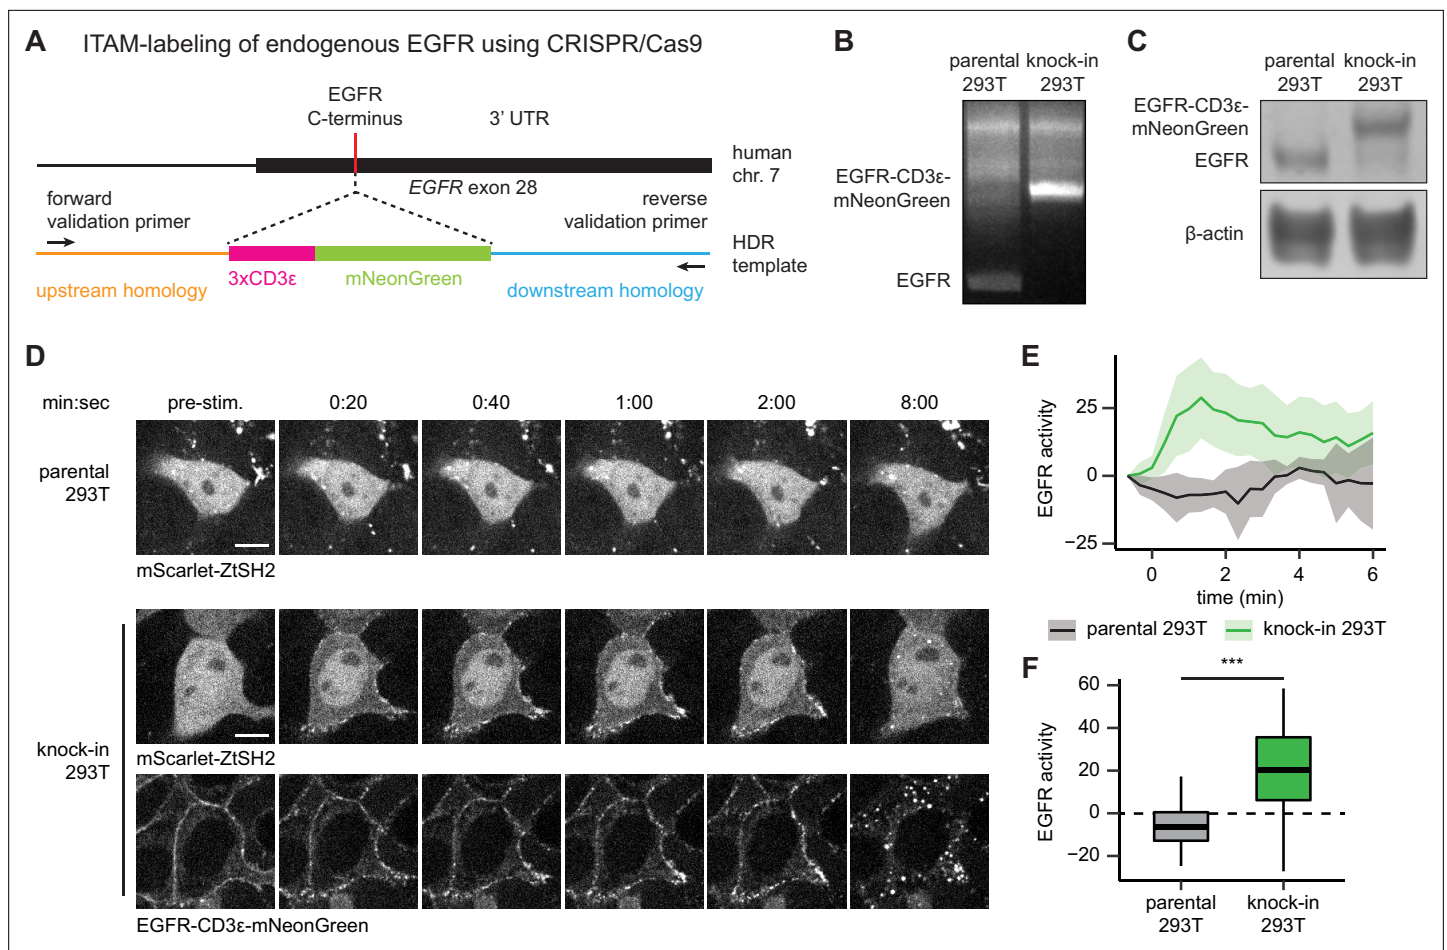 A ITAM-labeling of endogenous EGFR using CRISPR/Cas9
EGFR
C-terminus
3' UTR
human
chr. 7
EGFR exon 28
forward
validation primer
reverse
validation primer
HDR
template
3xCD3ε
mNeonGreen
upstream homology
downstream homology
B
parental
293T
knock-in
293T
EGFR-CD3ε-
mNeonGreen
EGFR
C
parental
293T
knock-in
293T
EGFR-CD3ε-
mNeonGreen
EGFR
β-actin
D
min:sec pre-stim. 0:20 0:40 1:00 2:00 8:00
parental
293T
mScarlet-ZtSH2
knock-in
293T
mScarlet-ZtSH2
EGFR-CD3ε-mNeonGreen
E
EGFR activity
25
0
−25
0 2 4 6
time (min)
parental 293T knock-in 293T
F
***
EGFR activity
60
40
20
0
−20
parental
293T
knock-in
293T